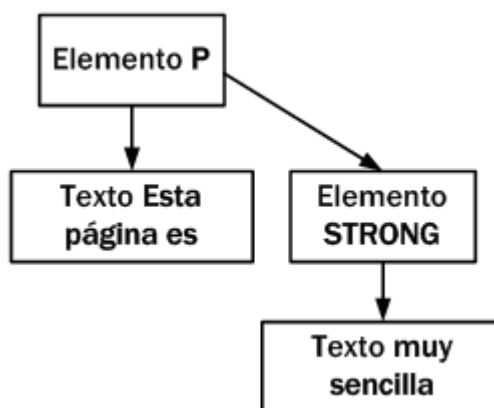 Elemento P
Texto Esta
página es
Elemento
STRONG
Texto muy
sencilla